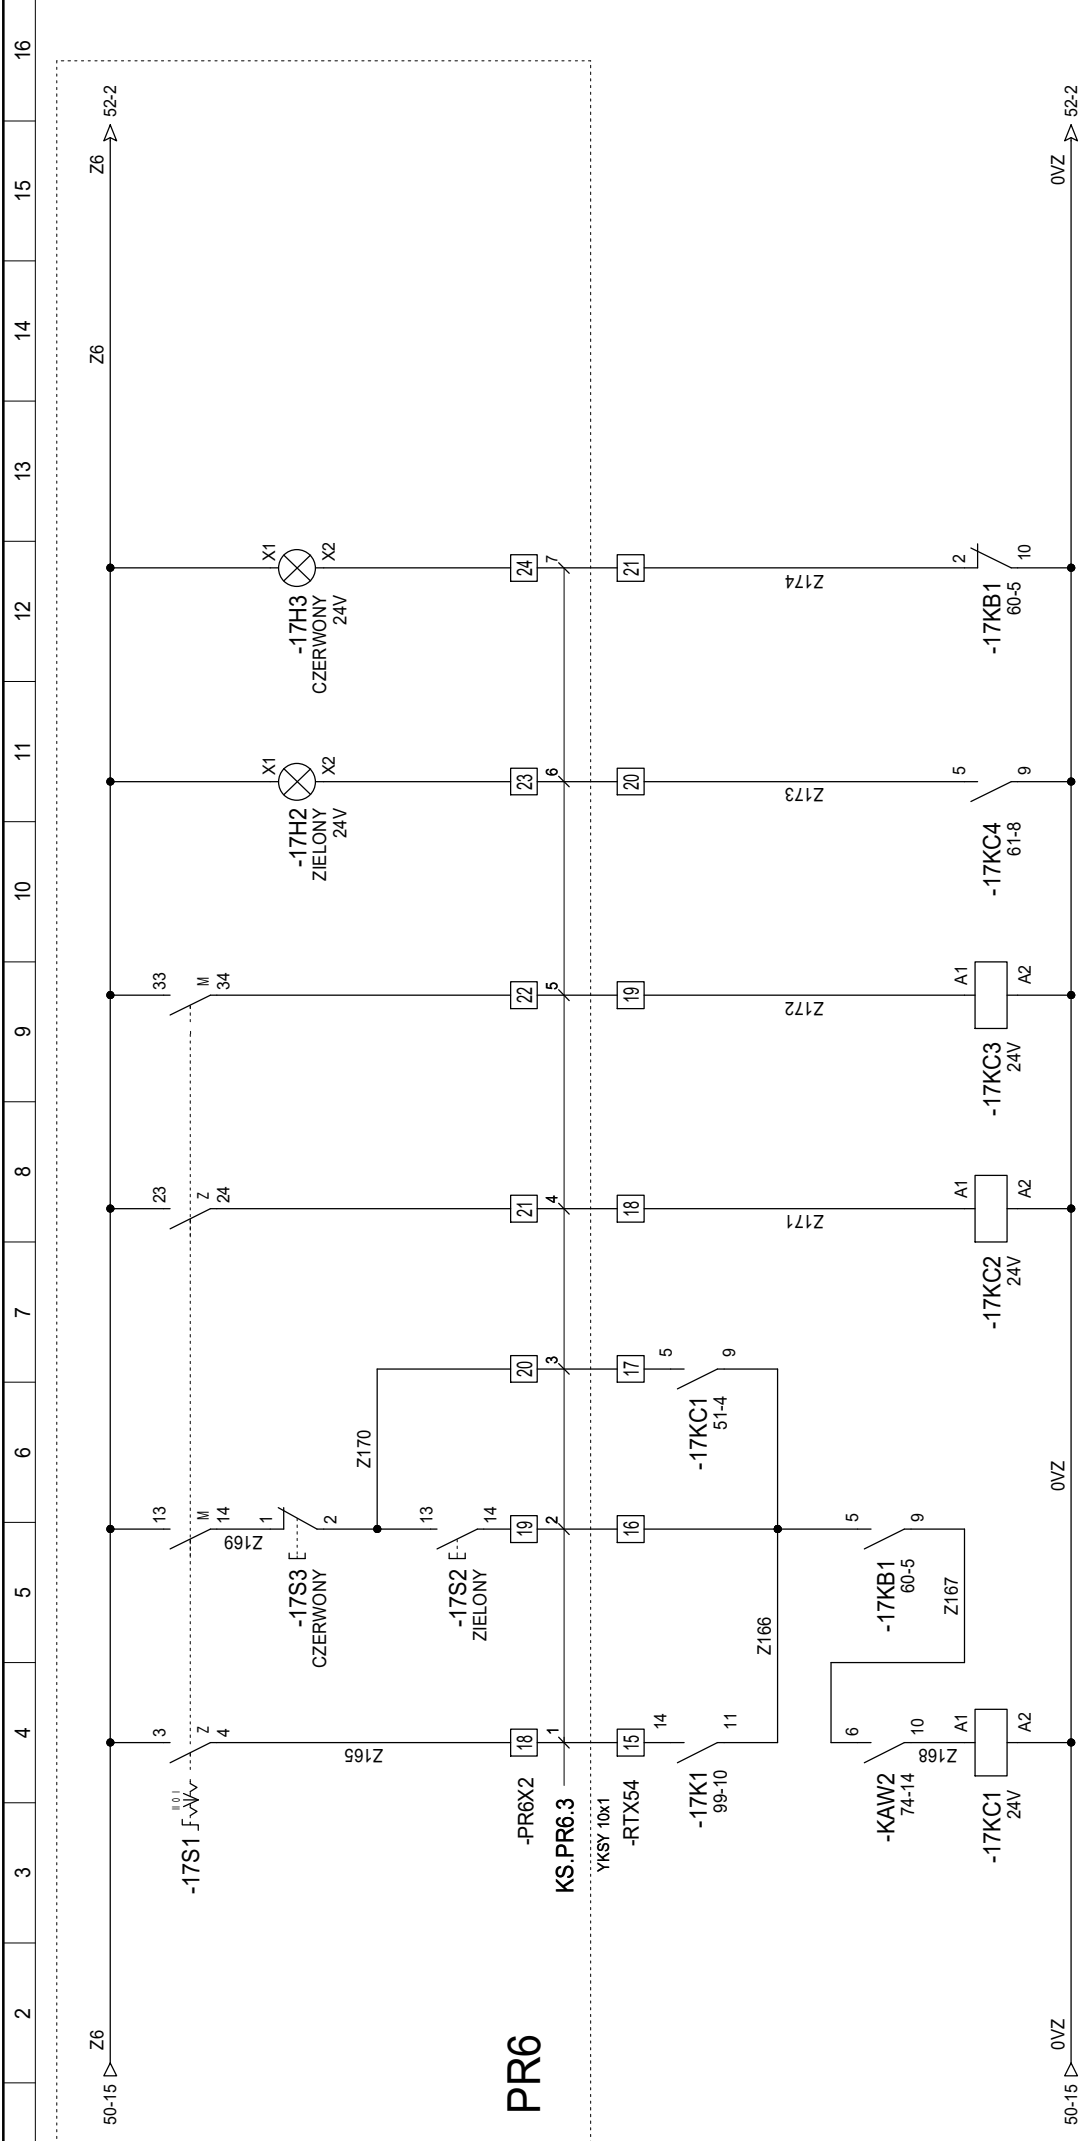 2
3
4
5
6
7
8
9
10
11
12
13
14
15
16
50-15
Z6
Z6
Z6
52-2
-17S1
3
Z
4
13
M
14
23
Z
24
33
M
34
Z165
Z169
1
2
-17S3
CZERWONY
Z170
13
14
-17S2
ZIELONY
X1
X2
-17H2
ZIELONY
24V
X1
X2
-17H3
CZERWONY
24V
PR6
-PR6X2
18
19
20
21
22
23
24
KS.PR6.3
1
2
3
4
5
6
7
YKSY 10x1
-RTX54
15
16
17
18
19
20
21
14
11
-17K1
99-10
5
9
-17KC1
51-4
Z166
Z171
Z172
Z173
Z174
6
10
-KAW2
74-14
5
9
-17KB1
60-5
Z167
Z168
A1
A2
-17KC1
24V
A1
A2
-17KC2
24V
A1
A2
-17KC3
24V
5
9
-17KC4
61-8
2
10
-17KB1
60-5
50-15
0VZ
0VZ
0VZ
52-2